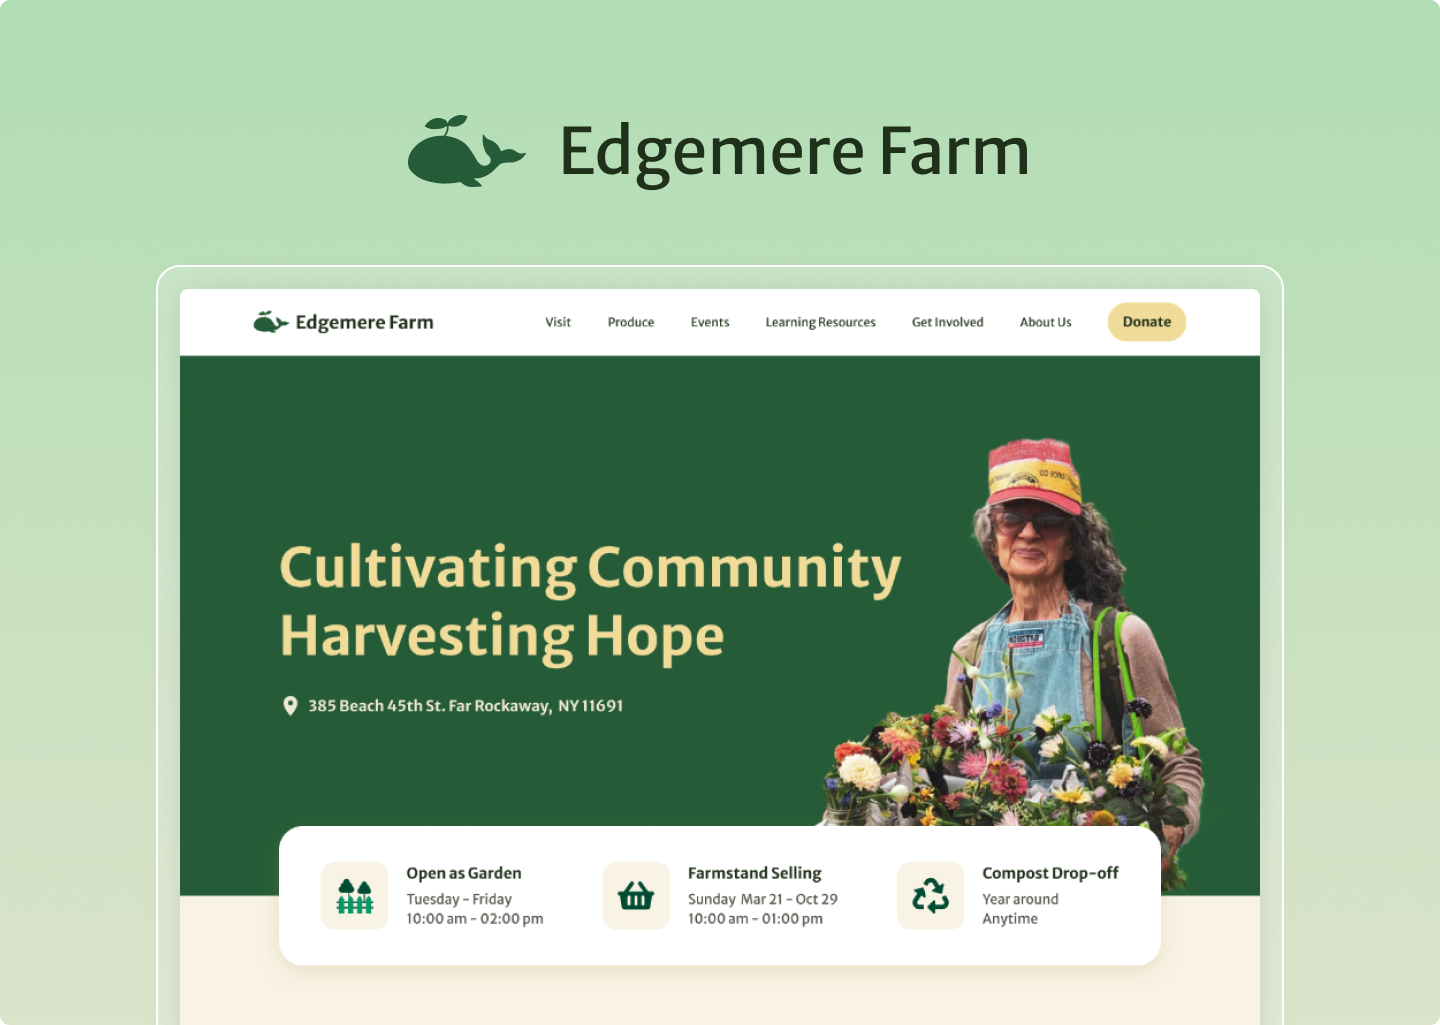 Edgemere Farm
Edgemere Farm
Visit
Produce
Events
Learning Resources
Get Involved
About Us
Donate
Cultivating Community
Harvesting Hope
385 Beach 45th St. Far Rockaway, NY 11691
Open as Garden
Tuesday - Friday
10:00 am - 02:00 pm
Farmstand Selling
Sunday Mar 21 - Oct 29
10:00 am - 01:00 pm
Compost Drop-off
Year around
Anytime